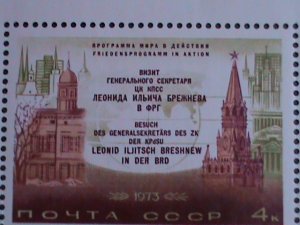 ПРОГРАММА МИРА В ДЕЙСТВИИ
FRIEDENSPROGRAMM IN AKTION
ВИЗИТ
ГЕНЕРАЛЬНОГО СЕКРЕТАРЯ
ЦК КПСС
ЛЕОНИДА ИЛЬИЧА БРЕЖНЕВА
В ФРГ
BESUCH
DES GENERALSEKRETÄRS DES ZK
DER KPdSU
LEONID ILJITSCH BRESHNEW
IN DER BRD
1973
ПОЧТА СССР 4к